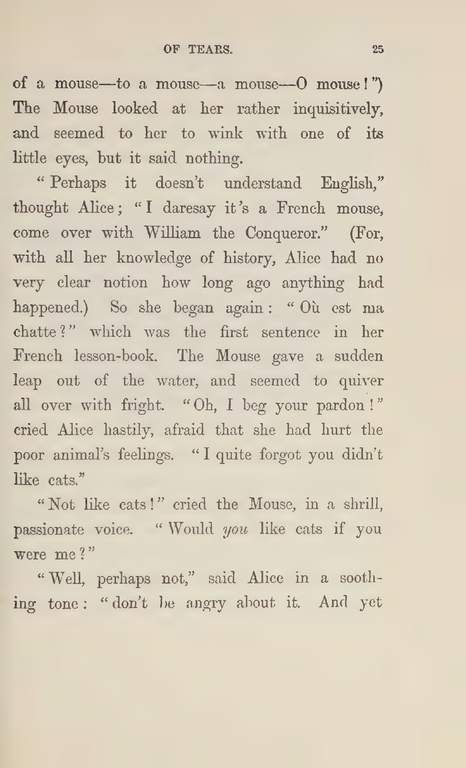 OF TEARS. 25
of a mouse—to a mouse—a mouse—O mouse!”)
The Mouse looked at her rather inquisitively,
and seemed to her to wink with one of its
little eyes, but it said nothing.
“Perhaps it doesn’t understand English,”
thought Alice; “I daresay it’s a French mouse,
come over with William the Conqueror.” (For,
with all her knowledge of history, Alice had no
very clear notion how long ago anything had
happened.) So she began again: “Où est ma
chatte?” which was the first sentence in her
French lesson-book. The Mouse gave a sudden
leap out of the water, and seemed to quiver
all over with fright. “Oh, I beg your pardon!”
cried Alice hastily, afraid that she had hurt the
poor animal’s feelings. “I quite forgot you didn’t
like cats.”
“Not like cats!” cried the Mouse, in a shrill,
passionate voice. “Would you like cats if you
were me?”
“Well, perhaps not,” said Alice in a sooth-
ing tone: “don’t be angry about it. And yet